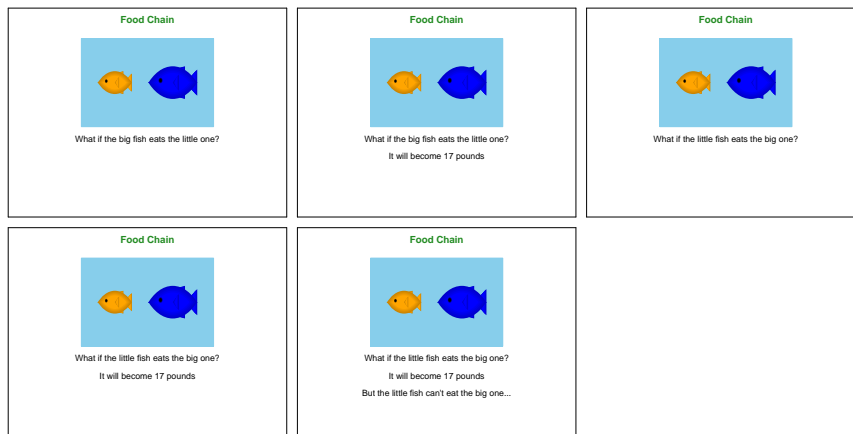 Food Chain
What if the big fish eats the little one?
Food Chain
What if the big fish eats the little one?
It will become 17 pounds
Food Chain
What if the little fish eats the big one?
Food Chain
What if the little fish eats the big one?
It will become 17 pounds
Food Chain
What if the little fish eats the big one?
It will become 17 pounds
But the little fish can't eat the big one...